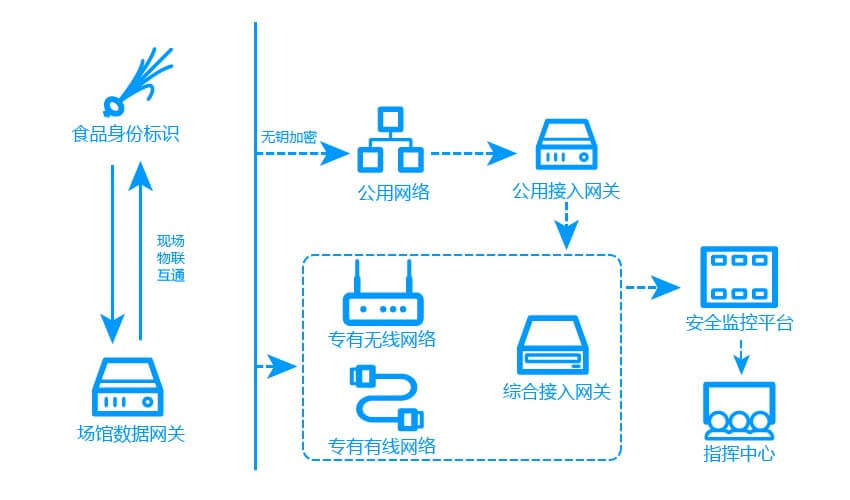 食品身份标识
现场
物联
互通
场馆数据网关
无钥加密
公用网络
公用接入网关
专有无线网络
专有有线网络
综合接入网关
安全监控平台
指挥中心